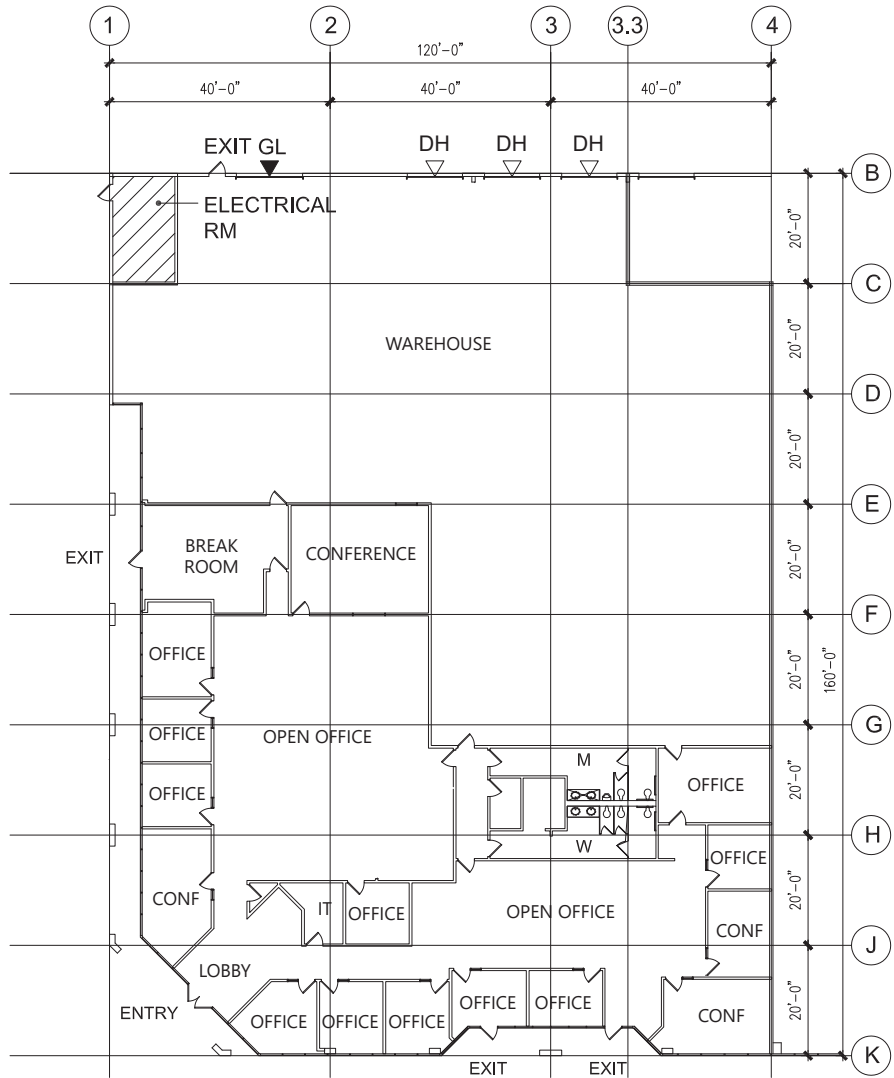 1 2 3 3.3 4
120'-0"
40'-0" 40'-0" 40'-0"
EXIT GL DH DH DH
B
ELECTRICAL
RM
20'-0"
C
WAREHOUSE
20'-0"
D
20'-0"
E
EXIT
BREAK
ROOM
CONFERENCE
20'-0"
F
OFFICE
20'-0"
160'-0"
G
OFFICE
OPEN OFFICE
M
OFFICE
OFFICE
20'-0"
H
W
OFFICE
CONF
IT
OFFICE
OPEN OFFICE
CONF
20'-0"
J
LOBBY
ENTRY
OFFICE
OFFICE
OFFICE
OFFICE
OFFICE
CONF
20'-0"
K
EXIT
EXIT